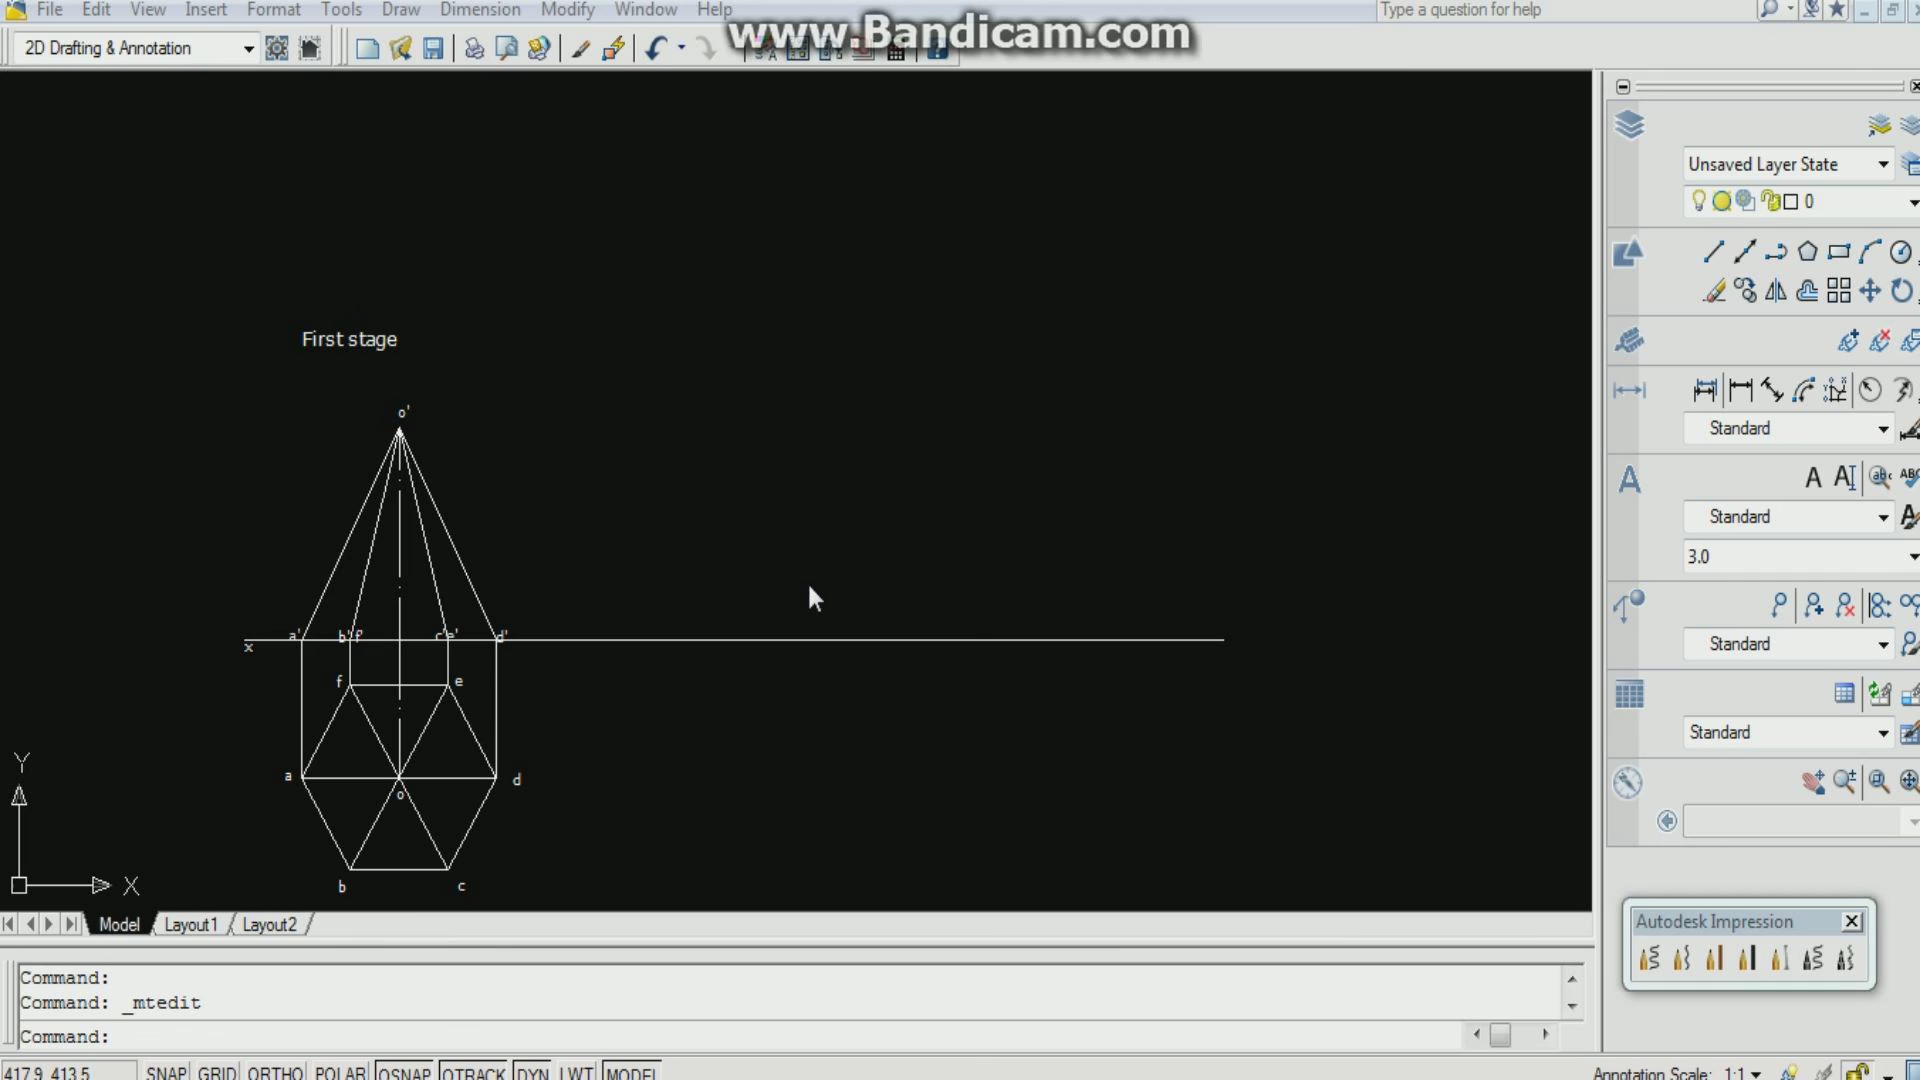 File Edit View Insert Format Tools Draw Dimension Modify Window Help
Type a question for help
www.Bandicam.com
2D Drafting & Annotation
Unsaved Layer State
0
First stage
o'
a' b'f' c'e' d'
x
f e
a d
o
b c
Y
X
Standard
A A
Standard
3.0
Standard
Standard
Model Layout1 Layout2
Autodesk Impression
Command:
Command: _mtedit
Command:
417.9, 413.5 SNAP GRID ORTHO POLAR OSNAP OTRACK DYN LWT MODEL
Annotation Scale: 1:1